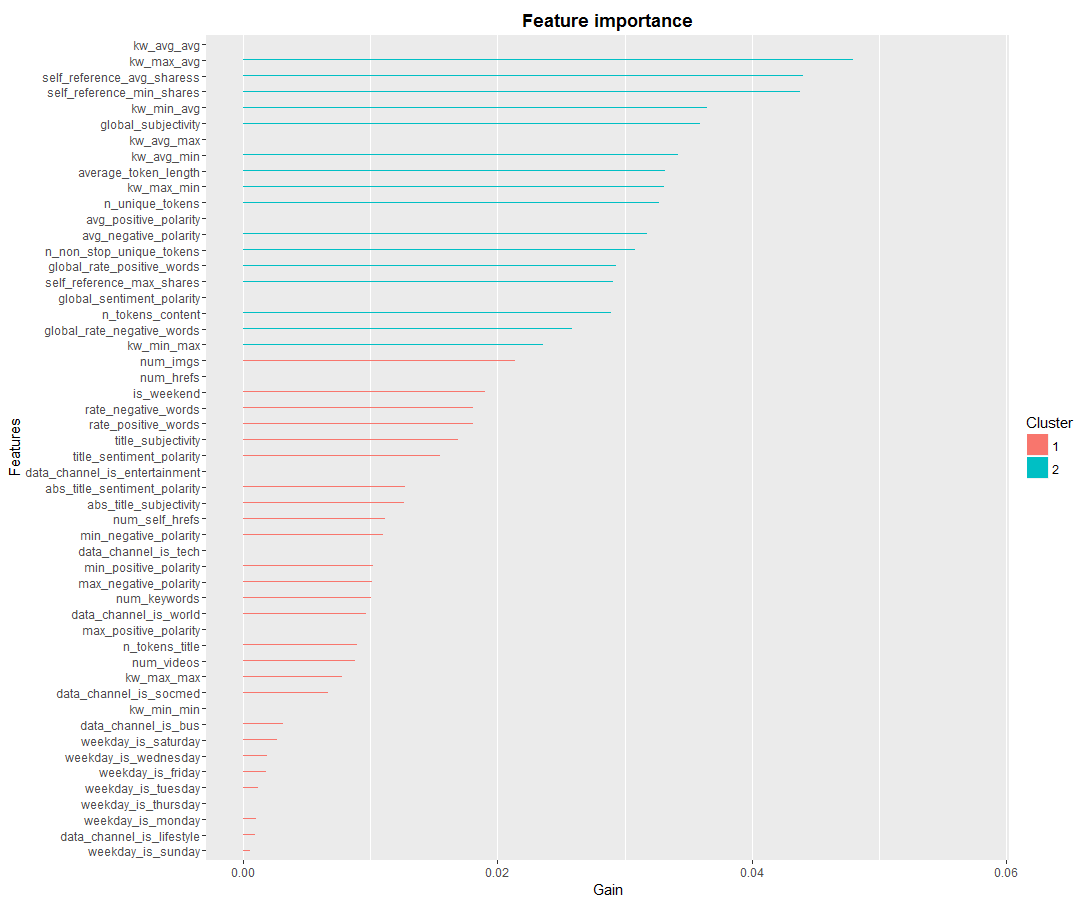 Feature importance
kw_avg_avg
kw_max_avg
self_reference_avg_sharess
self_reference_min_shares
kw_min_avg
global_subjectivity
kw_avg_max
kw_avg_min
average_token_length
kw_max_min
n_unique_tokens
avg_positive_polarity
avg_negative_polarity
n_non_stop_unique_tokens
global_rate_positive_words
self_reference_max_shares
global_sentiment_polarity
n_tokens_content
global_rate_negative_words
kw_min_max
num_imgs
num_hrefs
is_weekend
rate_negative_words
rate_positive_words
title_subjectivity
title_sentiment_polarity
data_channel_is_entertainment
abs_title_sentiment_polarity
abs_title_subjectivity
num_self_hrefs
min_negative_polarity
data_channel_is_tech
min_positive_polarity
max_negative_polarity
num_keywords
data_channel_is_world
max_positive_polarity
n_tokens_title
num_videos
kw_max_max
data_channel_is_socmed
kw_min_min
data_channel_is_bus
weekday_is_saturday
weekday_is_wednesday
weekday_is_friday
weekday_is_tuesday
weekday_is_thursday
weekday_is_monday
data_channel_is_lifestyle
weekday_is_sunday
Features
0.00
0.02
0.04
0.06
Gain
Cluster
1
2